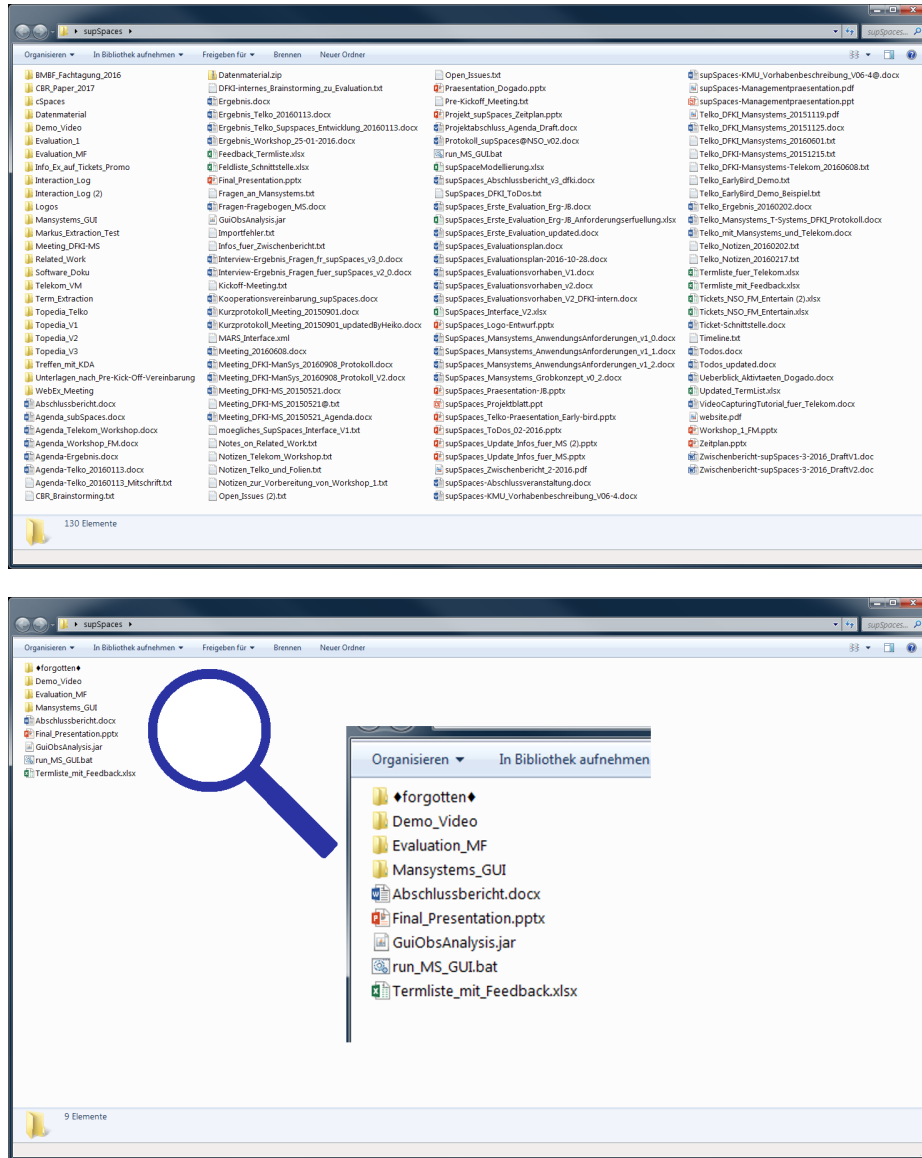 supSpaces
supSpaces...
Organisieren In Bibliothek aufnehmen Freigeben für Brennen Neuer Ordner
BMBF_Fachtagung_2016
CBR_Paper_2017
cSpaces
Datenmaterial
Demo_Video
Evaluation_1
Evaluation_MF
Info_Ex_auf_Tickets_Promo
Interaction_Log
Interaction_Log (2)
Logos
Mansystems_GUI
Markus_Extraction_Test
Meeting_DFKI-MS
Related_Work
Software_Doku
Telekom_VM
Term_Extraction
Topedia_Telko
Topedia_V1
Topedia_V2
Topedia_V3
Treffen_mit_KDA
Unterlagen_nach_Pre-Kick-Off-Vereinbarung
WebEx_Meeting
Abschlussbericht.docx
Agenda_subSpaces.docx
Agenda_Telekom_Workshop.docx
Agenda_Workshop_FM.docx
Agenda-Ergebnis.docx
Agenda-Telko_20160113.docx
Agenda-Telko_20160113_Mitschrift.txt
CBR_Brainstorming.txt
Datenmaterial.zip
DFKI-internes_Brainstorming_zu_Evaluation.txt
Ergebnis.docx
Ergebnis_Telko_20160113.docx
Ergebnis_Telko_Supspaces_Entwicklung_20160113.docx
Ergebnis_Workshop_25-01-2016.docx
Feedback_Termliste.xlsx
Feldliste_Schnittstelle.xlsx
Final_Presentation.pptx
Fragen_an_Mansystems.txt
Fragen-Fragebogen_MS.docx
GuiObsAnalysis.jar
Importfehler.txt
Infos_fuer_Zwischenbericht.txt
Interview-Ergebnis_Fragen_fr_supSpaces_v3_0.docx
Interview-Ergebnis_Fragen_fuer_supSpaces_v2_0.docx
Kickoff-Meeting.txt
Kooperationsvereinbarung_supSpaces.docx
Kurzprotokoll_Meeting_20150901.docx
Kurzprotokoll_Meeting_20150901_updatedByHeiko.docx
MARS_Interface.xml
Meeting_20160608.docx
Meeting_DFKI-ManSys_20160908_Protokoll.docx
Meeting_DFKI-ManSys_20160908_Protokoll_V2.docx
Meeting_DFKI-MS_20150521.docx
Meeting_DFKI-MS_20150521@.txt
Meeting_DFKI-MS_20150521_Agenda.docx
moegliches_SupSpaces_Interface_V1.txt
Notes_on_Related_Work.txt
Notizen_Telekom_Workshop.txt
Notizen_Telko_und_Folien.txt
Notizen_zur_Vorbereitung_von_Workshop_1.txt
Open_Issues (2).txt
Open_Issues.txt
Praesentation_Dogado.pptx
Pre-Kickoff_Meeting.txt
Projekt_supSpaces_Zeitplan.pptx
Projektabschluss_Agenda_Draft.docx
Protokoll_supSpaces@NSO_v02.docx
run_MS_GUI.bat
supSpaceModellierung.xlsx
supSpaces_Abschlussbericht_v3_dfki.docx
SupSpaces_DFKI_ToDos.txt
supSpaces_Erste_Evaluation_Erg-JB.docx
supSpaces_Erste_Evaluation_Erg-JB_Anforderungserfuellung.xlsx
supSpaces_Erste_Evaluation_updated.docx
supSpaces_Evaluationsplan.docx
supSpaces_Evaluationsplan-2016-10-28.docx
supSpaces_Evaluationsvorhaben_V1.docx
supSpaces_Evaluationsvorhaben_v2.docx
supSpaces_Evaluationsvorhaben_V2_DFKI-intern.docx
SupSpaces_Interface_V2.xlsx
supSpaces_Logo-Entwurf.pptx
SupSpaces_Mansystems_AnwendungsAnforderungen_v1_0.docx
SupSpaces_Mansystems_AnwendungsAnforderungen_v1_1.docx
SupSpaces_Mansystems_AnwendungsAnforderungen_v1_2.docx
SupSpaces_Mansystems_Grobkonzept_v0_2.docx
supSpaces_Praesentation-JB.pptx
supSpaces_Projektblatt.ppt
supSpaces_Telko-Praesentation_Early-bird.pptx
supSpaces_ToDos_02-2016.pptx
supSpaces_Update_Infos_fuer_MS (2).pptx
supSpaces_Update_Infos_fuer_MS.pptx
supSpaces_Zwischenbericht_2-2016.pdf
supSpaces-Abschlussveranstaltung.docx
supSpaces-KMU_Vorhabenbeschreibung_V06-4.docx
supSpaces-KMU_Vorhabenbeschreibung_V06-4@.docx
supSpaces-Managementpraesentation.pdf
supSpaces-Managementpraesentation.ppt
Telko_DFKI_Mansystems_20151119.pdf
Telko_DFKI_Mansystems_20151125.docx
Telko_DFKI_Mansystems_20160601.txt
Telko_DFKI_Mansystems-20151215.txt
Telko_DFKI_Mansystems-Telekom_20160608.txt
Telko_EarlyBird_Demo.txt
Telko_EarlyBird_Demo_Beispiel.txt
Telko_Ergebnis_20160202.docx
Telko_Mansystems_T-Systems_DFKI_Protokoll.docx
Telko_mit_Mansystems_und_Telekom.docx
Telko_Notizen_20160202.txt
Telko_Notizen_20160217.txt
Termliste_fuer_Telekom.xlsx
Termliste_mit_Feedback.xlsx
Tickets_NSO_FM_Entertain (2).xlsx
Tickets_NSO_FM_Entertain.xlsx
Ticket-Schnittstelle.docx
Timeline.txt
Todos.docx
Todos_updated.docx
Ueberblick_Aktivtaeten_Dogado.docx
Updated_TermList.xlsx
VideoCapturingTutorial_fuer_Telekom.docx
website.pdf
Workshop_1_FM.pptx
Zeitplan.pptx
Zwischenbericht-supSpaces-3-2016_DraftV1.doc
Zwischenbericht-supSpaces-3-2016_DraftV2.doc
130 Elemente
supSpaces
supSpaces...
Organisieren In Bibliothek aufnehmen Freigeben für Brennen Neuer Ordner
♦forgotten♦
Demo_Video
Evaluation_MF
Mansystems_GUI
Abschlussbericht.docx
Final_Presentation.pptx
GuiObsAnalysis.jar
run_MS_GUI.bat
Termliste_mit_Feedback.xlsx
Organisieren In Bibliothek aufnehmen
♦forgotten♦
Demo_Video
Evaluation_MF
Mansystems_GUI
Abschlussbericht.docx
Final_Presentation.pptx
GuiObsAnalysis.jar
run_MS_GUI.bat
Termliste_mit_Feedback.xlsx
9 Elemente